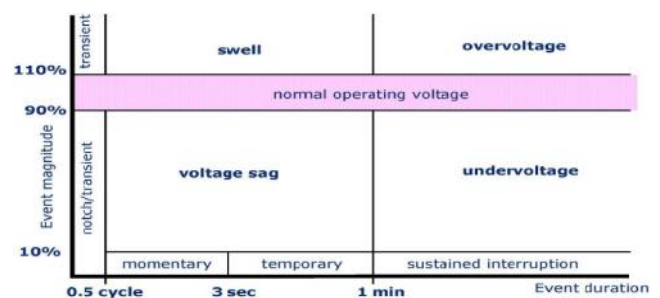 transient
swell
overvoltage
110%
normal operating voltage
90%
Event magnitude
notch/transient
voltage sag
undervoltage
10%
momentary
temporary
sustained interruption
0.5 cycle
3 sec
1 min
Event duration